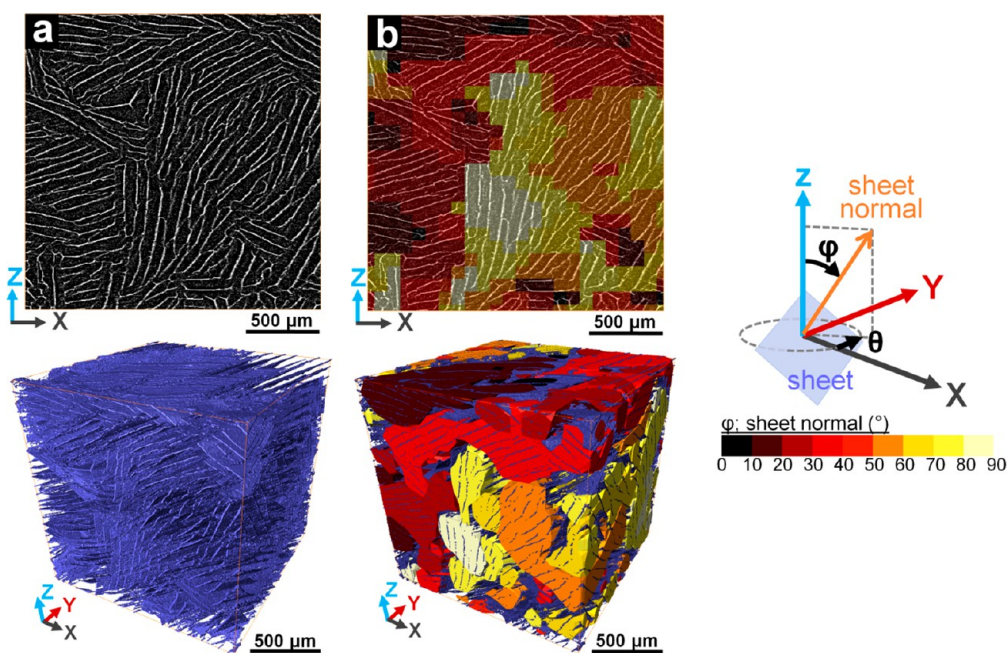 a
Z
X
500 µm
b
Z
X
500 µm
Z
Y
X
500 µm
Z
Y
X
500 µm
Z
sheet
normal
φ
Y
θ
sheet
X
φ: sheet normal (°)
0 10 20 30 40 50 60 70 80 90